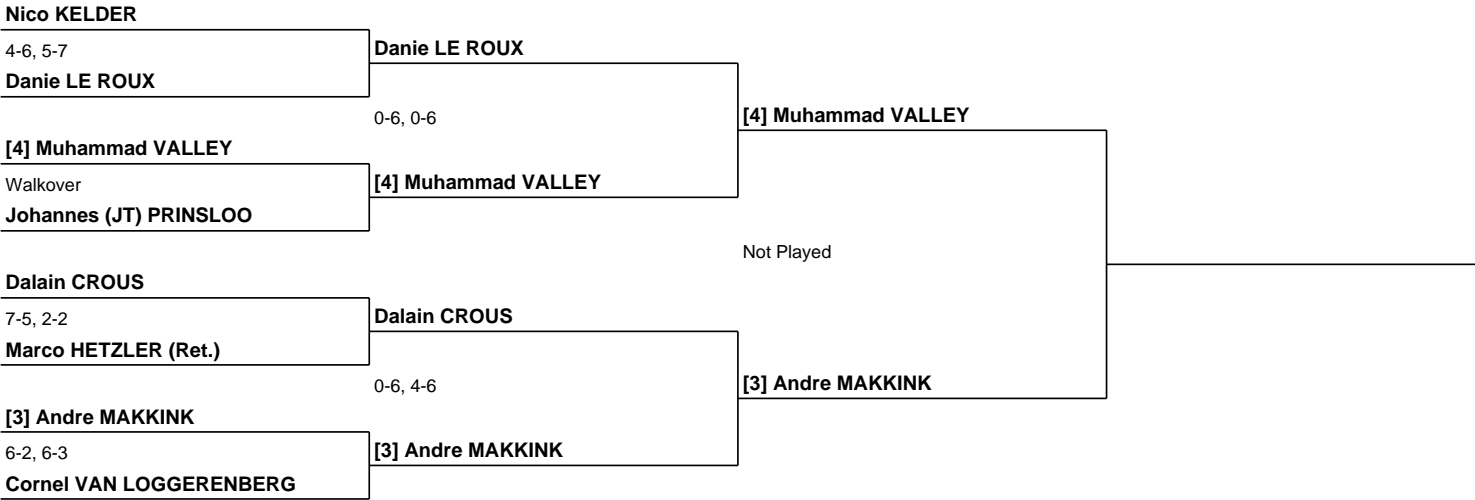 Nico KELDER
4-6, 5-7
Danie LE ROUX
Danie LE ROUX
0-6, 0-6
[4] Muhammad VALLEY
[4] Muhammad VALLEY
Walkover
[4] Muhammad VALLEY
Johannes (JT) PRINSLOO
Not Played
Dalain CROUS
7-5, 2-2
Dalain CROUS
Marco HETZLER (Ret.)
0-6, 4-6
[3] Andre MAKKINK
[3] Andre MAKKINK
6-2, 6-3
[3] Andre MAKKINK
Cornel VAN LOGGERENBERG